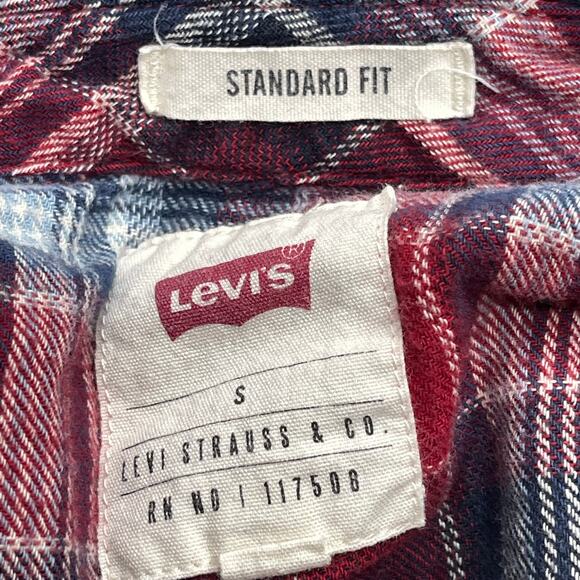 STANDARD FIT
LEVI'S
S
LEVI STRAUSS & CO.
RN NO | 117508